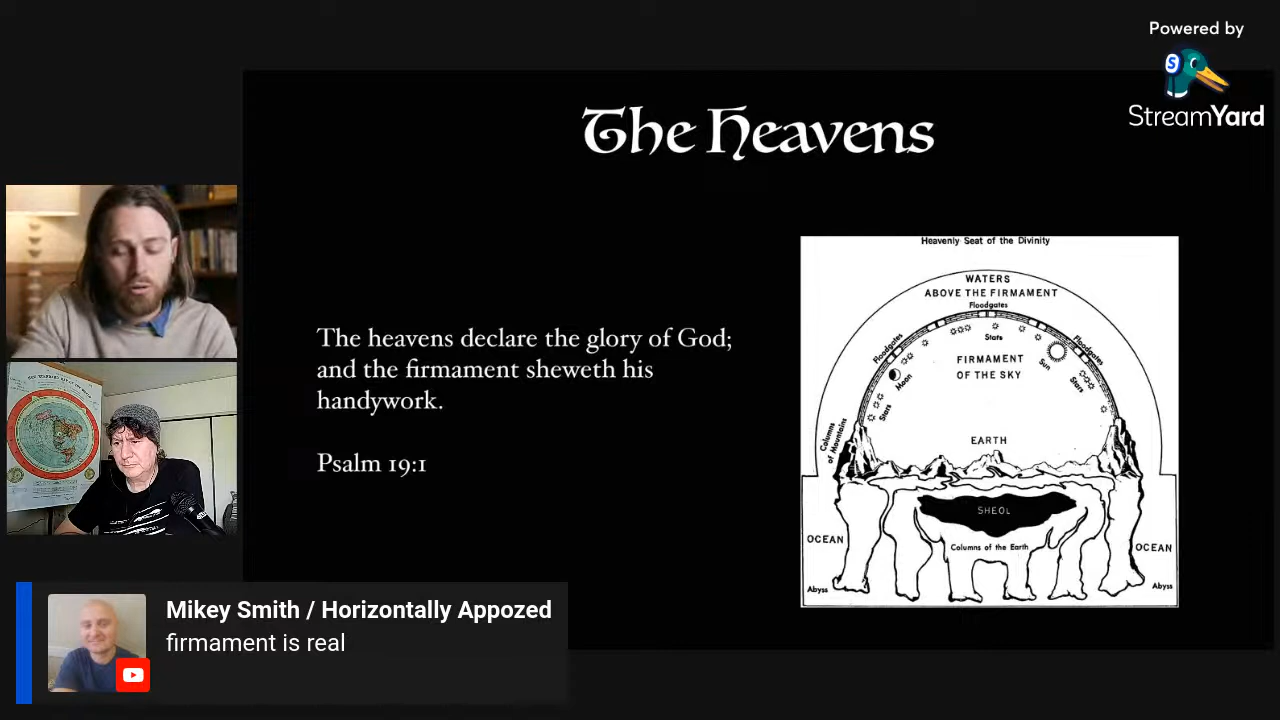 Powered by
StreamYard
The Heavens
The heavens declare the glory of God;
and the firmament sheweth his
handywork.
Psalm 19:1
Heavenly Seat of the Divinity
WATERS
ABOVE THE FIRMAMENT
Floodgates
Floodgates
Floodgates
Stars
FIRMAMENT
OF THE SKY
Sun
Moon
Stars
Stars
Columns
of Mountains
EARTH
SHEOL
OCEAN
Columns of the Earth
OCEAN
Abyss
Abyss
Mikey Smith / Horizontally Appozed
firmament is real